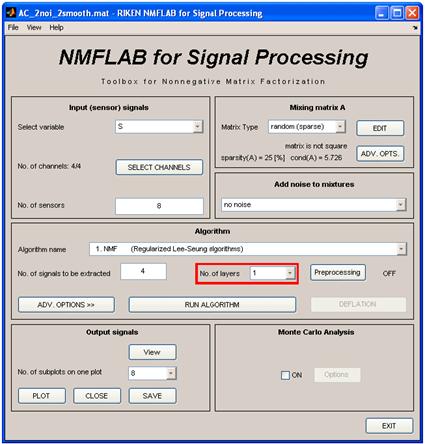 AC_2noi_2smooth.mat - RIKEN NMFLAB for Signal Processing
File View Help
NMFLAB for Signal Processing
Toolbox for Nonnegative Matrix Factorization
Input (sensor) signals
Select variable S
No. of channels: 4/4 SELECT CHANNELS
No. of sensors 8
Mixing matrix A
Matrix Type random (sparse) EDIT
matrix is not square
sparsity(A) = 25 [%] cond(A) = 5.726 ADV. OPTS.
Add noise to mixtures
no noise
Algorithm
Algorithm name 1. NMF (Regularized Lee-Seung algorithms)
No. of signals to be extracted 4 No. of layers 1 Preprocessing OFF
ADV. OPTIONS >> RUN ALGORITHM DEFLATION
Output signals
View
No. of subplots on one plot 8
PLOT CLOSE SAVE
Monte Carlo Analysis
ON Options
EXIT